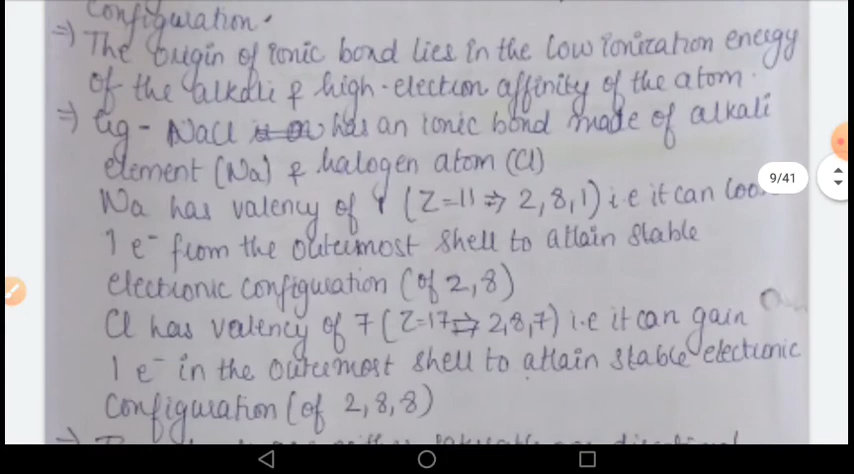 Configuration.
⇒ The origin of ionic bond lies in the low ionization energy
of the alkali & high-electron affinity of the atom.
⇒ Eg - NaCl has an ionic bond made of alkali
element (Na) & halogen atom (Cl)
Na has valency of 1 (Z=11 ⇒ 2,8,1) i.e it can
1 e⁻ from the outermost shell to attain stable
electronic configuration (of 2,8)
Cl has valency of 7 (Z=17 ⇒ 2,8,7) i.e it can gain
1 e⁻ in the outermost shell to attain stable electronic
configuration (of 2,8,8)
9/41